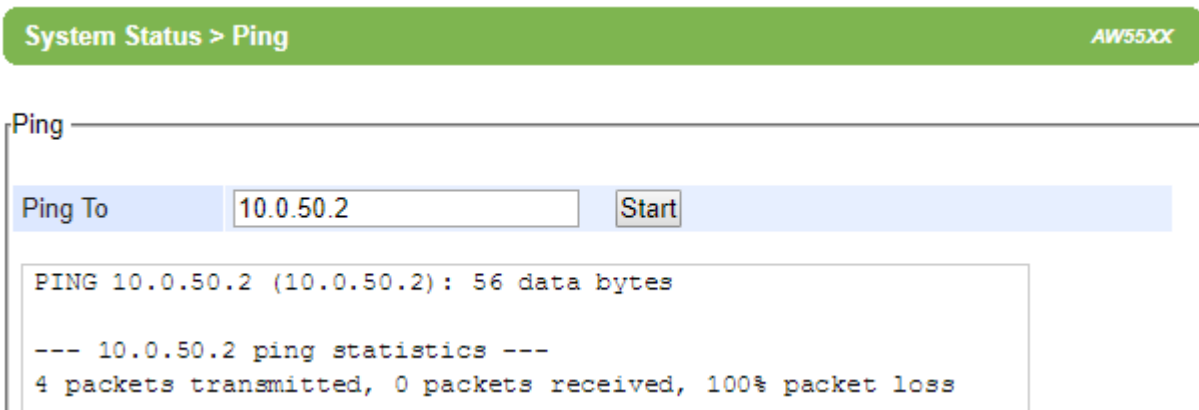 System Status > Ping AW55XX
Ping
Ping To 10.0.50.2 Start
PING 10.0.50.2 (10.0.50.2): 56 data bytes
--- 10.0.50.2 ping statistics ---
4 packets transmitted, 0 packets received, 100% packet loss